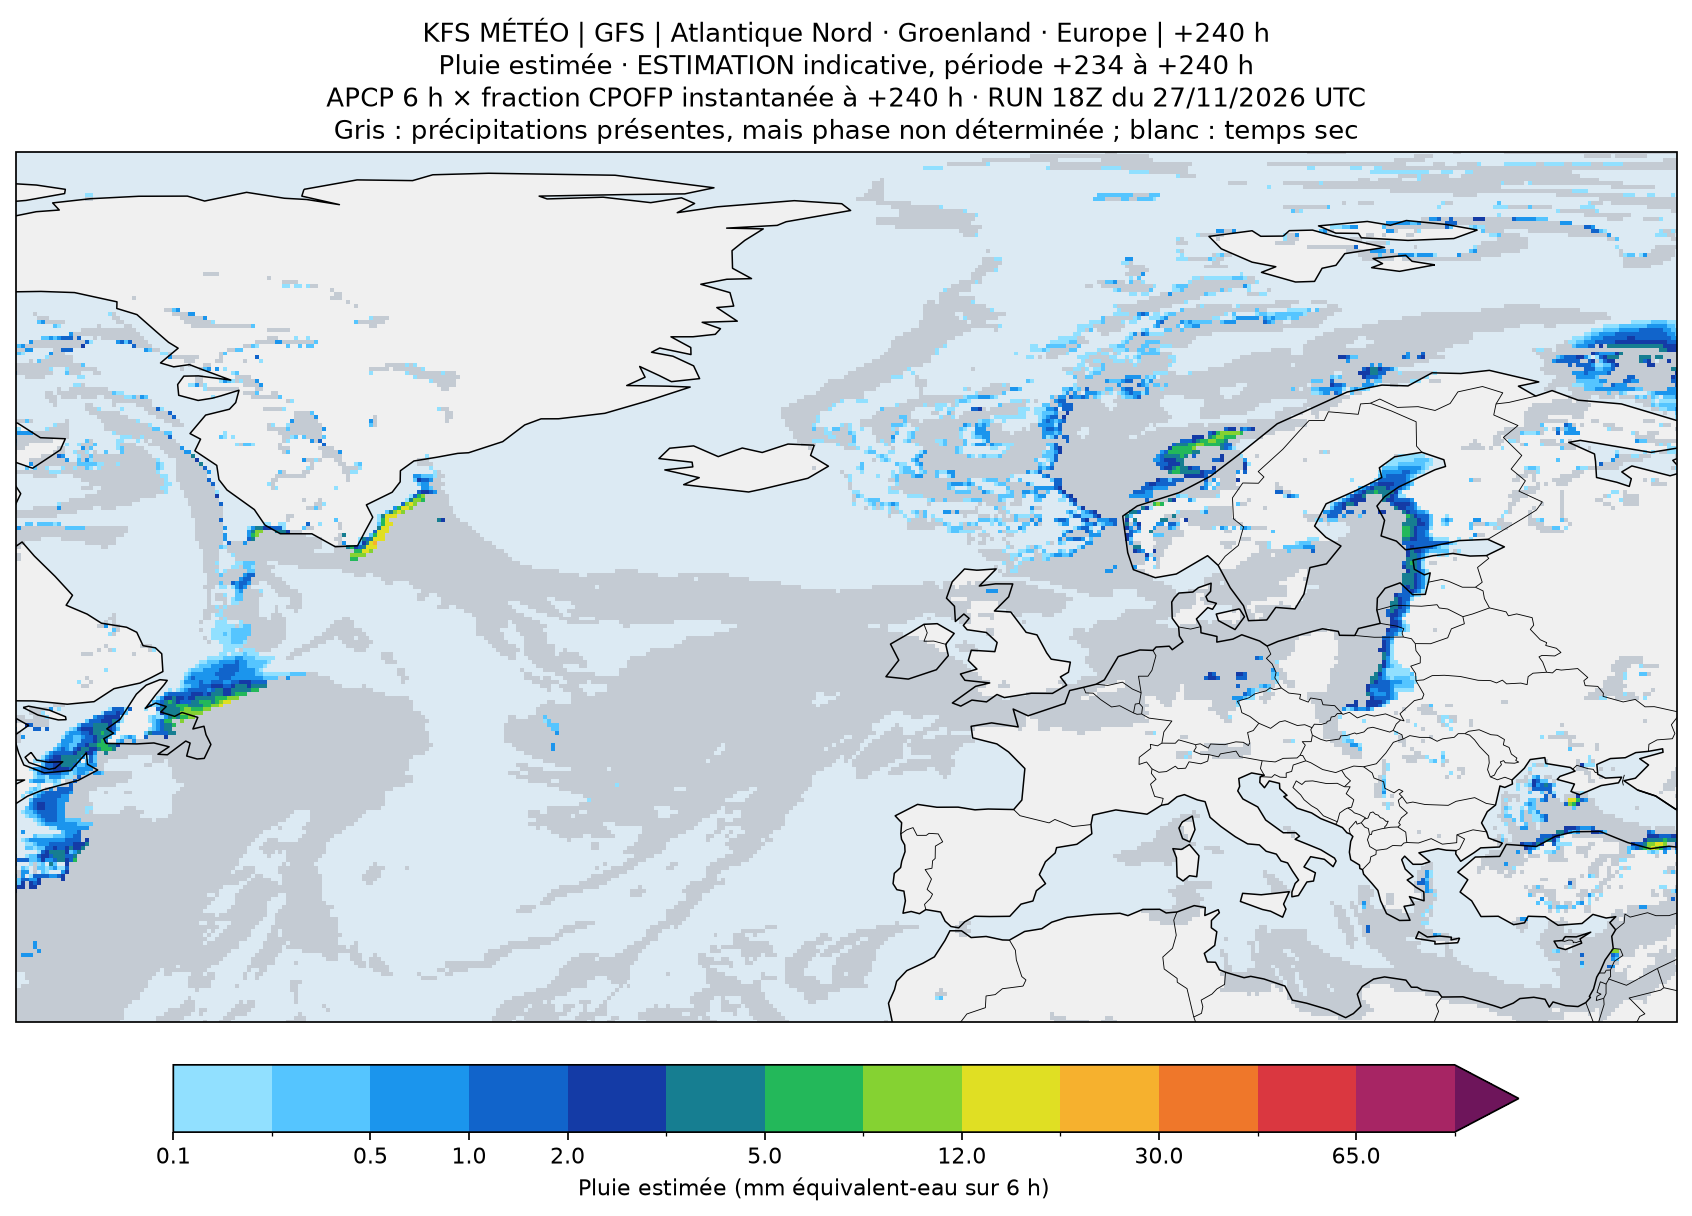 KFS MÉTÉO | GFS | Atlantique Nord · Groenland · Europe | +240 h
Pluie estimée · ESTIMATION indicative, période +234 à +240 h
APCP 6 h × fraction CPOFP instantanée à +240 h · RUN 18Z du 27/11/2026 UTC
Gris : précipitations présentes, mais phase non déterminée ; blanc : temps sec
0.1 0.5 1.0 2.0 5.0 12.0 30.0 65.0
Pluie estimée (mm équivalent-eau sur 6 h)